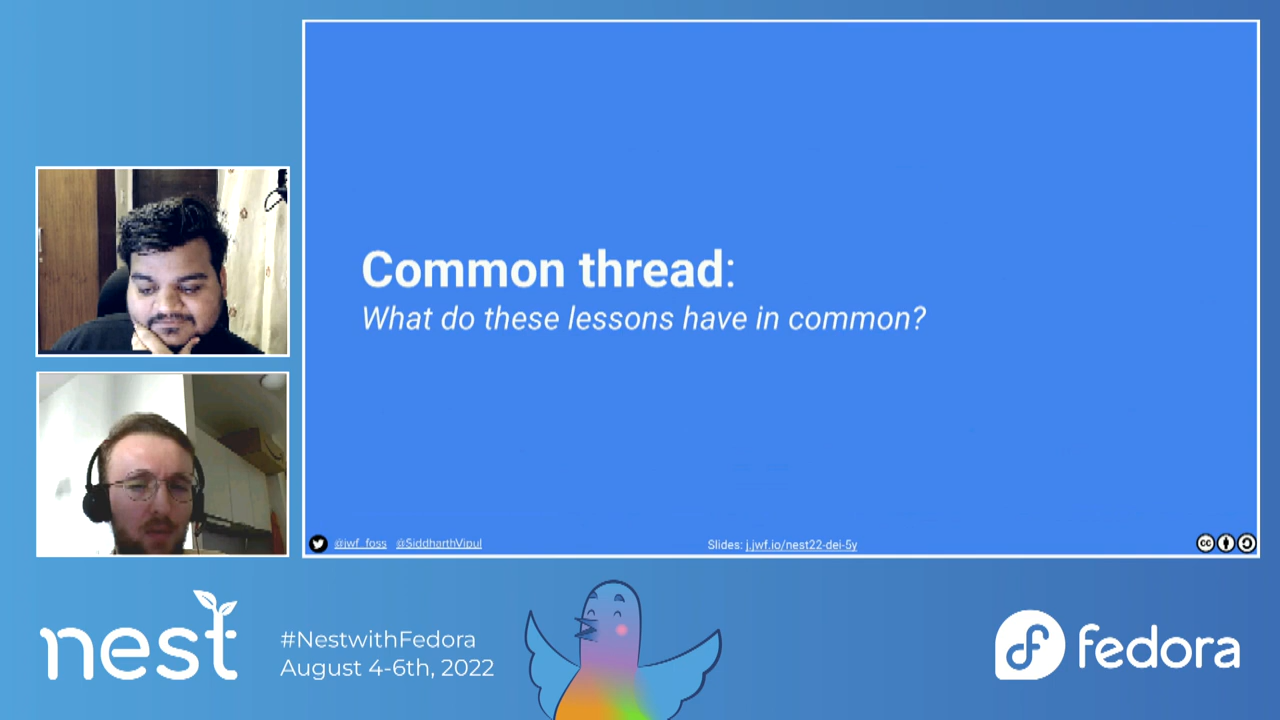 Common thread:
What do these lessons have in common?
@jwf_foss @SiddharthVipul
Slides: j.jwf.io/nest22-dei-5y
cc
nest
#NestwithFedora
August 4-6th, 2022
fedora